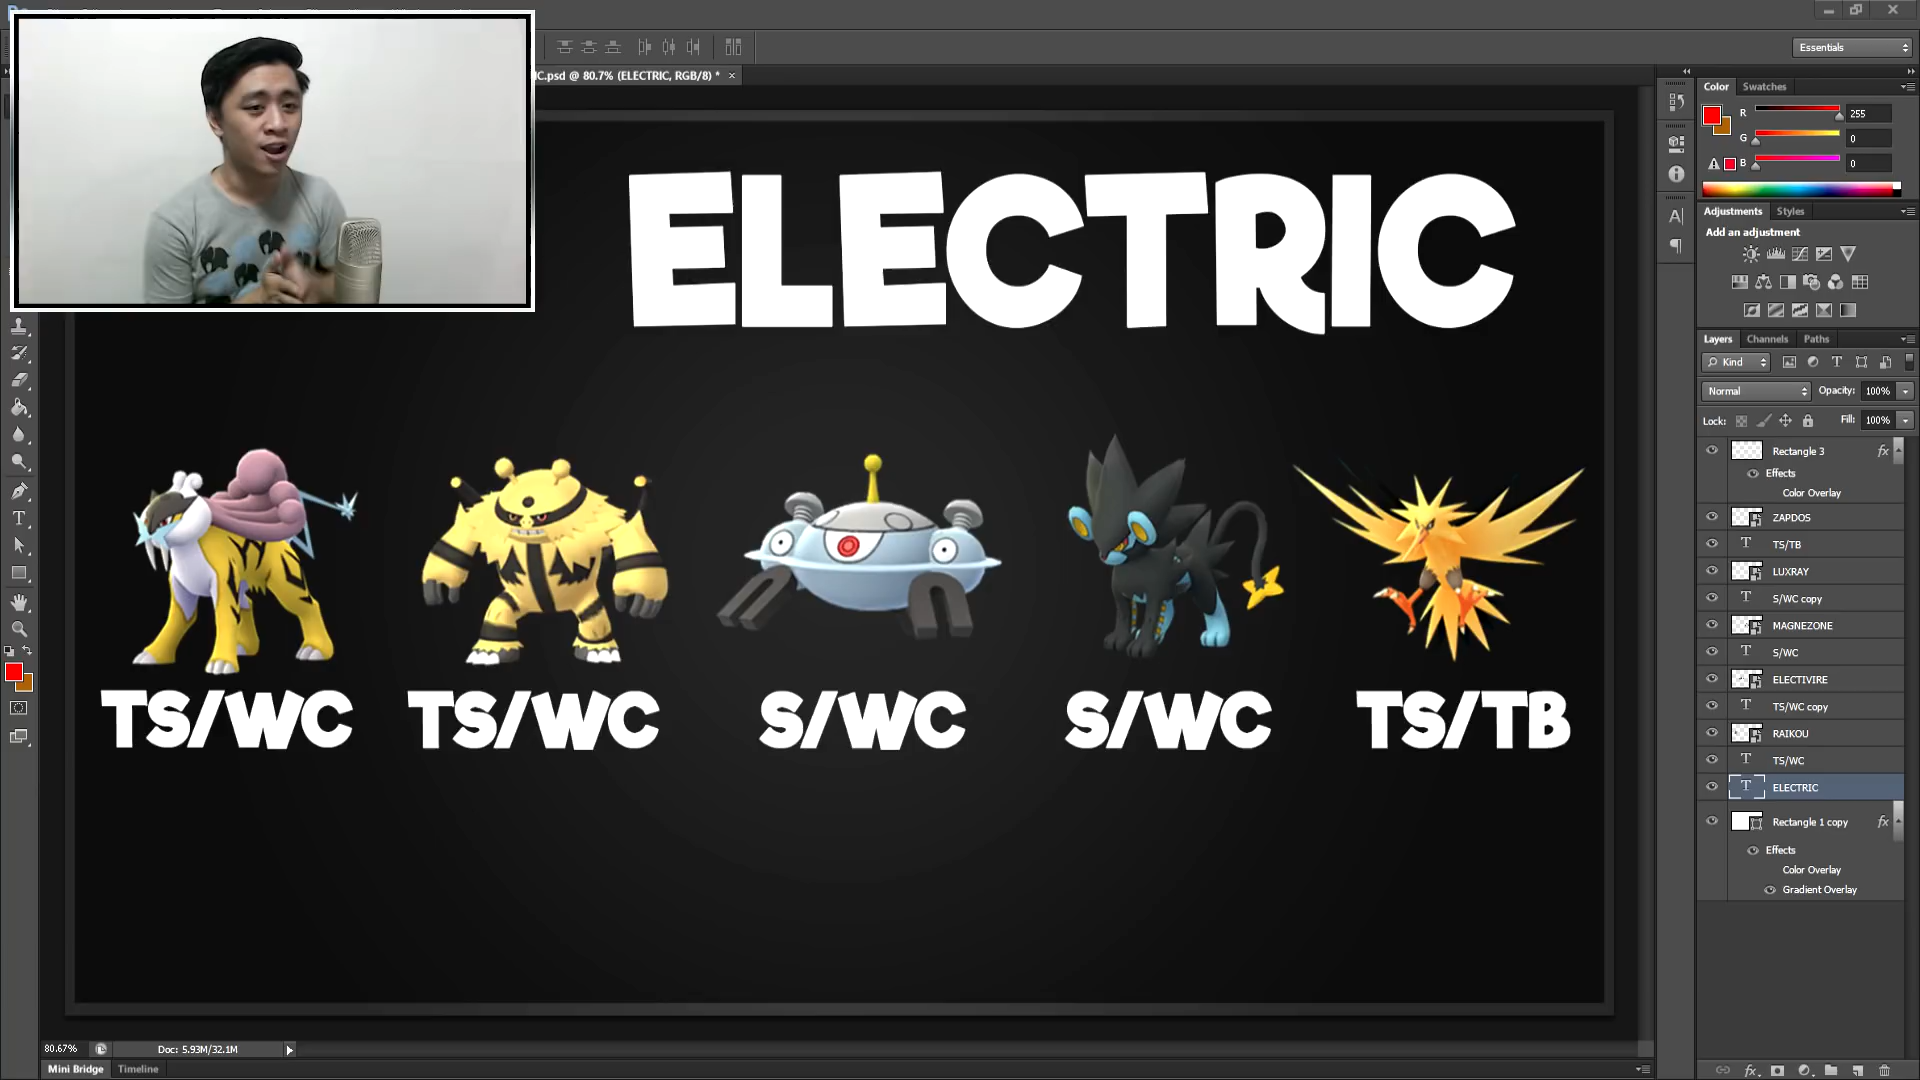 Essentials
IC.psd @ 80.7% (ELECTRIC, RGB/8) *
Color Swatches
R 255
G 0
B 0
Adjustments Styles
Add an adjustment
Layers Channels Paths
Kind
Normal Opacity: 100%
Lock: Fill: 100%
Rectangle 3 fx
Effects
Color Overlay
ZAPDOS
TS/TB
LUXRAY
S/WC copy
MAGNEZONE
S/WC
ELECTIVIRE
TS/WC copy
RAIKOU
TS/WC
ELECTRIC
Rectangle 1 copy fx
Effects
Color Overlay
Gradient Overlay
ELECTRIC
TS/WC TS/WC S/WC S/WC TS/TB
80.67% Doc: 5.93M/32.1M
Mini Bridge Timeline